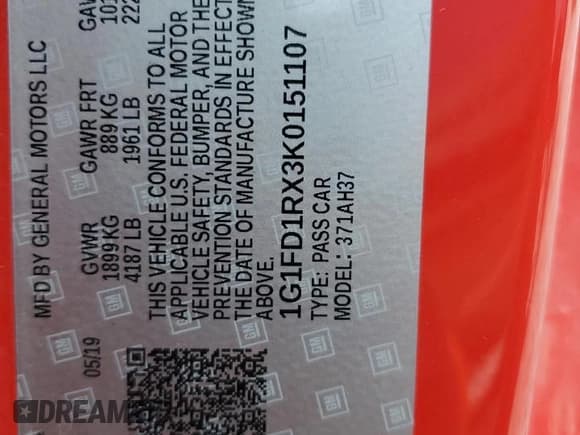 MFD BY GENERAL MOTORS LLC
05/19
GVWR
1899 KG
4187 LB
GAWR FRT
889 KG
1961 LB
THIS VEHICLE CONFORMS TO ALL
APPLICABLE U.S. FEDERAL MOTOR
VEHICLE SAFETY, BUMPER, AND THE
PREVENTION STANDARDS IN EFFECT
THE DATE OF MANUFACTURE SHOWN
ABOVE.
1G1FD1RX3K0151107
TYPE: PASS CAR
MODEL: 371AH37
GM
DREAM